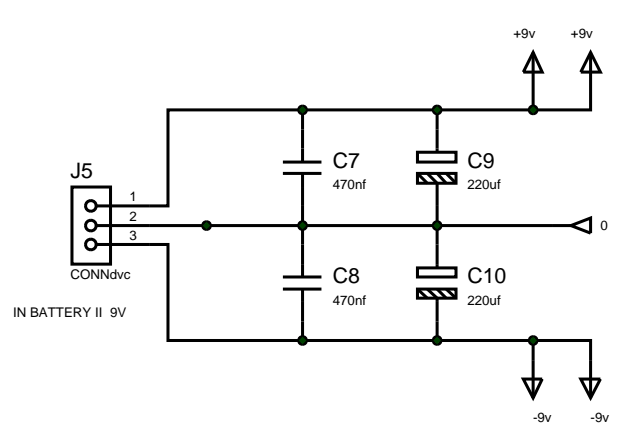 +9v +9v
J5
1
2
3
CONNdvc
IN BATTERY II 9V
C7
470nf
C9
220uf
0
C8
470nf
C10
220uf
-9v -9v